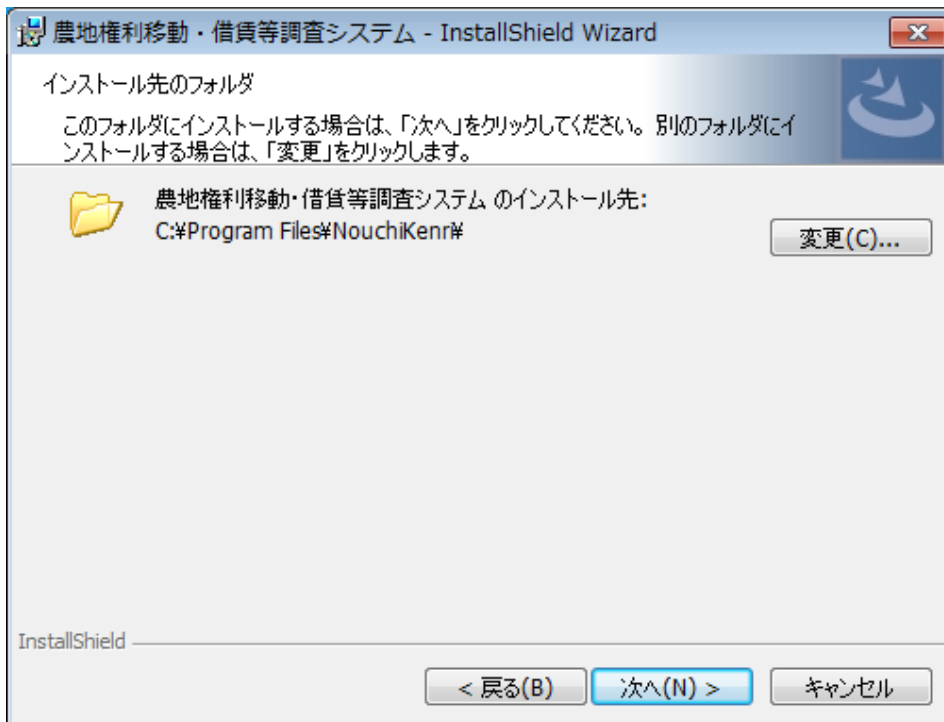 農地権利移動・借賃等調査システム - InstallShield Wizard
インストール先のフォルダ
このフォルダにインストールする場合は、「次へ」をクリックしてください。別のフォルダにイ
ンストールする場合は、「変更」をクリックします。
農地権利移動・借賃等調査システム のインストール先:
C:¥Program Files¥NouchiKenri¥
変更(C)...
InstallShield
< 戻る(B)
次へ(N) >
キャンセル